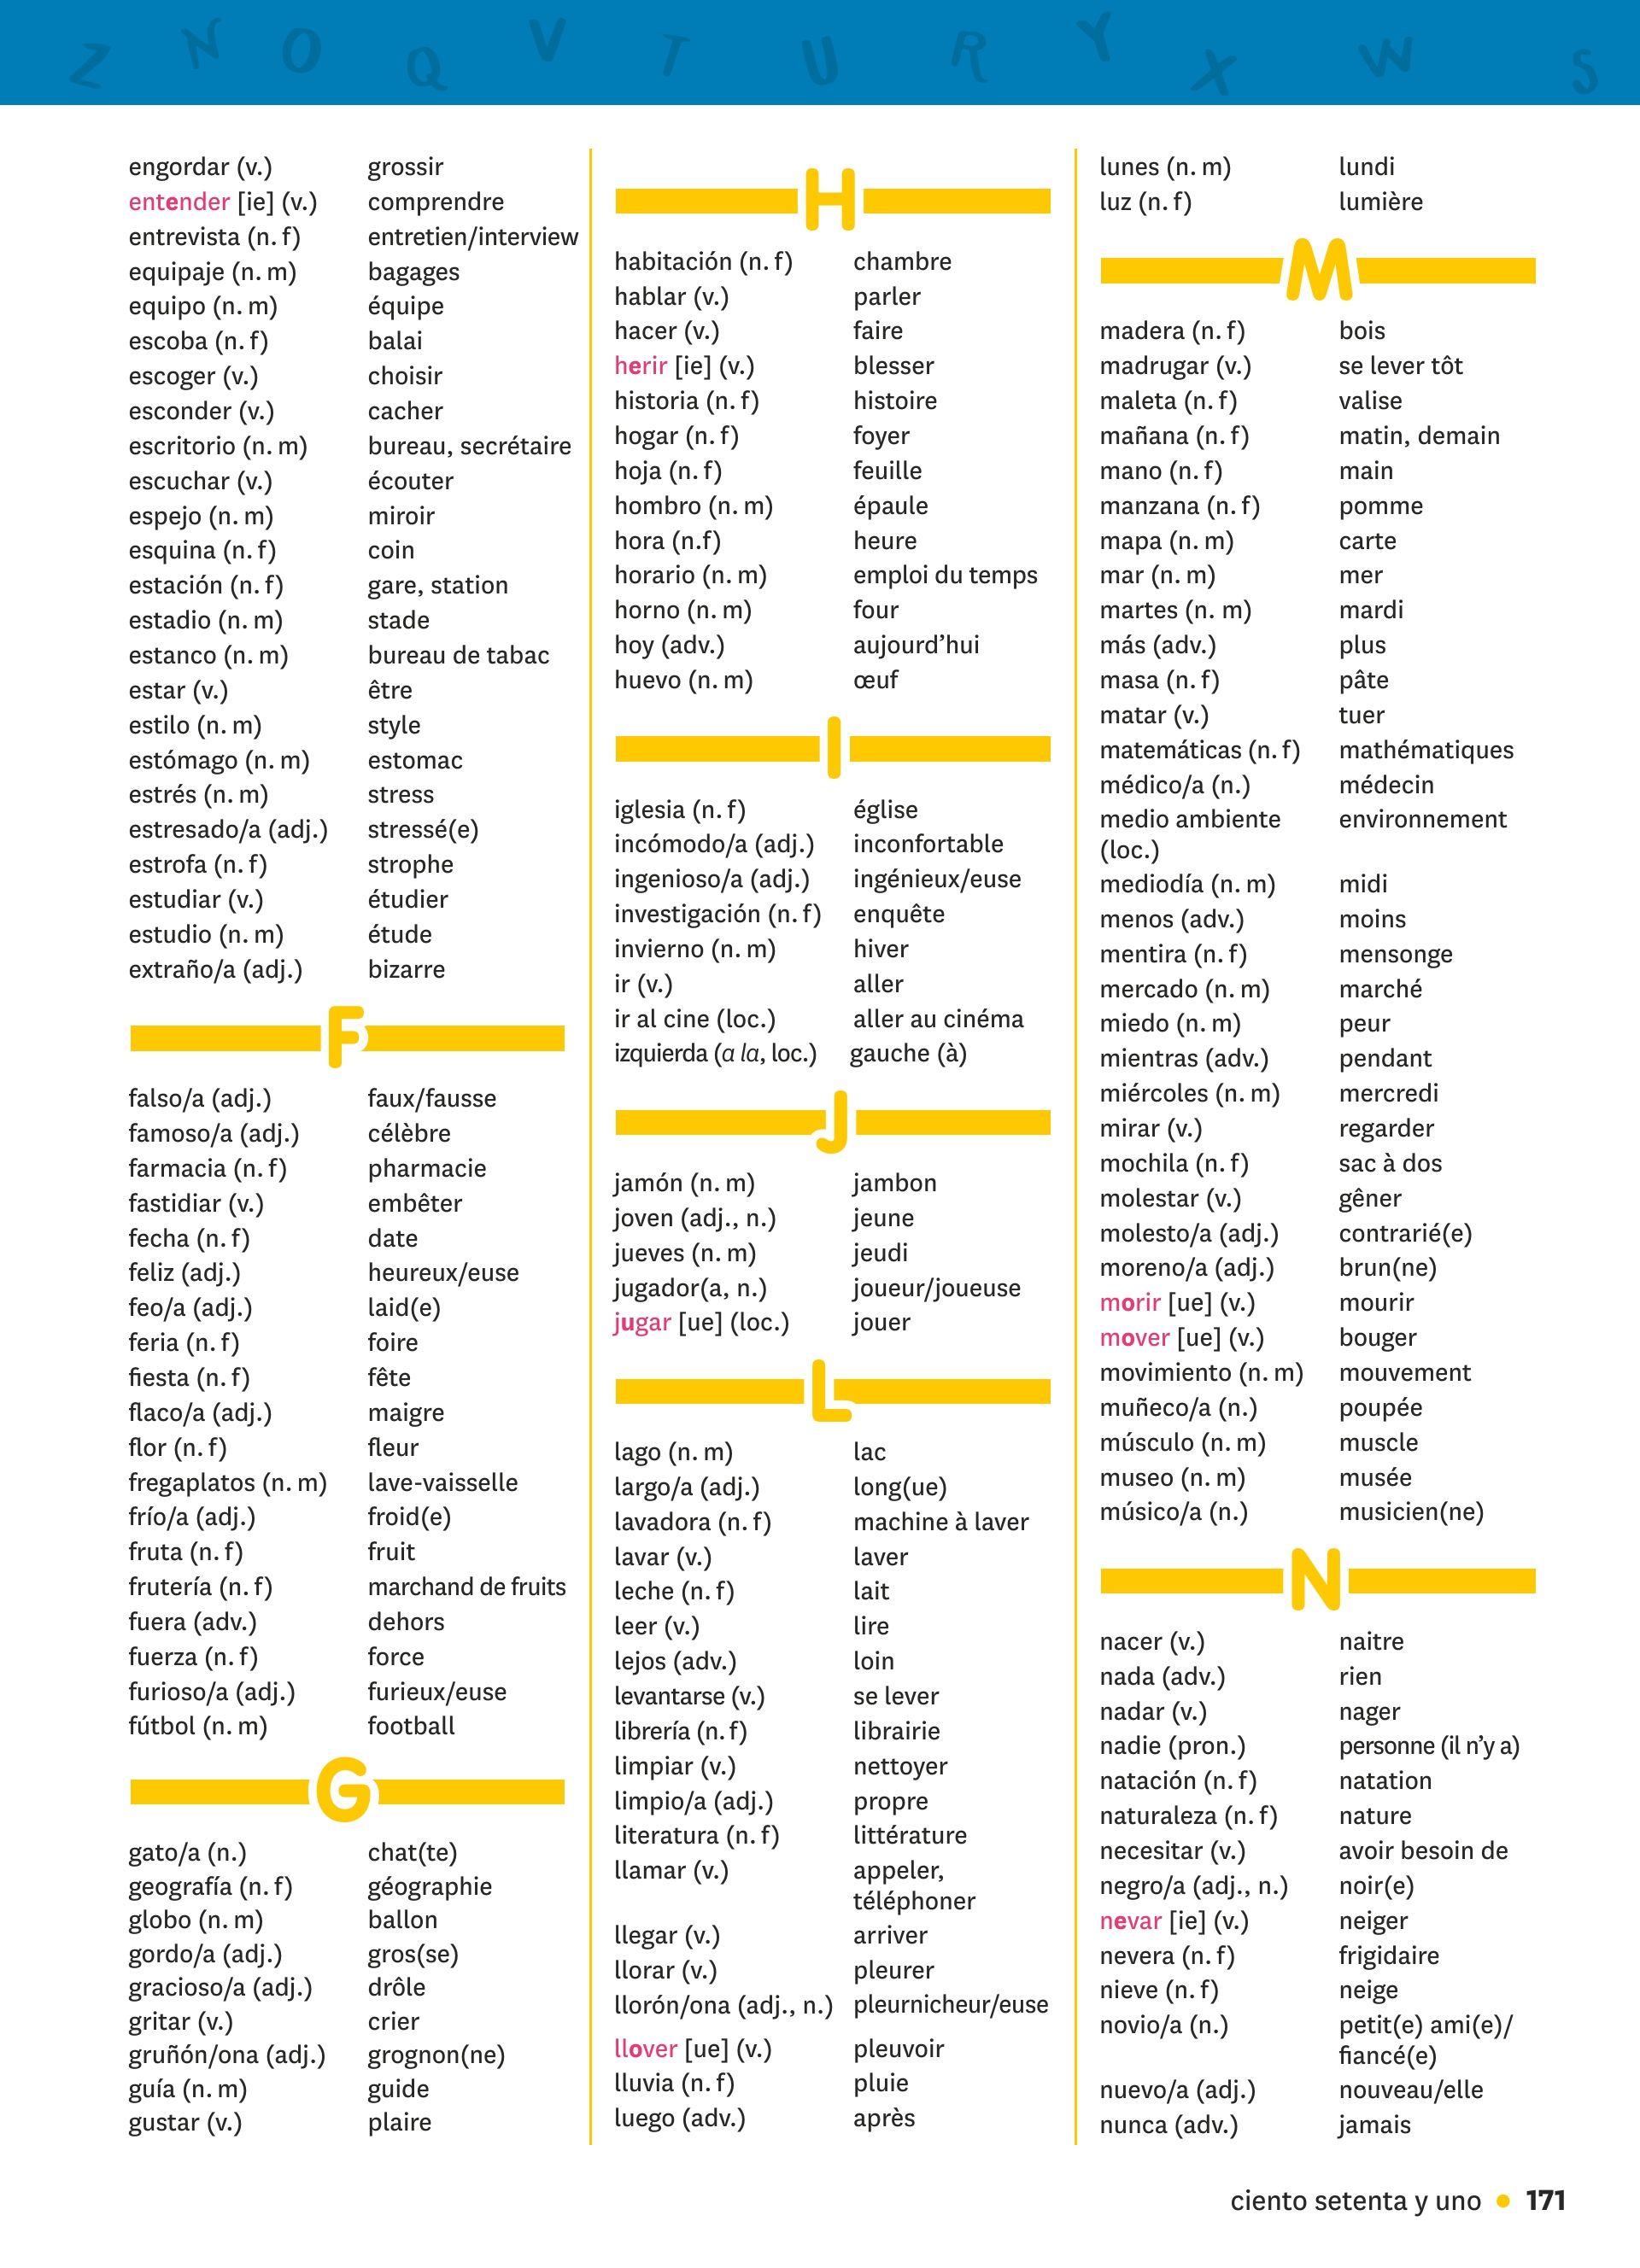 Z N O Q V T U R Y X W S
engordar (v.) grossir
entender [ie] (v.) comprendre
entrevista (n. f) entretien/interview
equipaje (n. m) bagages
equipo (n. m) équipe
escoba (n. f) balai
escoger (v.) choisir
esconder (v.) cacher
escritorio (n. m) bureau, secrétaire
escuchar (v.) écouter
espejo (n. m) miroir
esquina (n. f) coin
estación (n. f) gare, station
estadio (n. m) stade
estanco (n. m) bureau de tabac
estar (v.) être
estilo (n. m) style
estómago (n. m) estomac
estrés (n. m) stress
estresado/a (adj.) stressé(e)
estrofa (n. f) strophe
estudiar (v.) étudier
estudio (n. m) étude
extraño/a (adj.) bizarre
F
falso/a (adj.) faux/fausse
famoso/a (adj.) célèbre
farmacia (n. f) pharmacie
fastidiar (v.) embêter
fecha (n. f) date
feliz (adj.) heureux/euse
feo/a (adj.) laid(e)
feria (n. f) foire
fiesta (n. f) fête
flaco/a (adj.) maigre
flor (n. f) fleur
fregaplatos (n. m) lave-vaisselle
frío/a (adj.) froid(e)
fruta (n. f) fruit
frutería (n. f) marchand de fruits
fuera (adv.) dehors
fuerza (n. f) force
furioso/a (adj.) furieux/euse
fútbol (n. m) football
G
gato/a (n.) chat(te)
geografía (n. f) géographie
globo (n. m) ballon
gordo/a (adj.) gros(se)
gracioso/a (adj.) drôle
gritar (v.) crier
gruñón/ona (adj.) grognon(ne)
guía (n. m) guide
gustar (v.) plaire
H
habitación (n. f) chambre
hablar (v.) parler
hacer (v.) faire
herir [ie] (v.) blesser
historia (n. f) histoire
hogar (n. f) foyer
hoja (n. f) feuille
hombro (n. m) épaule
hora (n.f) heure
horario (n. m) emploi du temps
horno (n. m) four
hoy (adv.) aujourd’hui
huevo (n. m) œuf
I
iglesia (n. f) église
incómodo/a (adj.) inconfortable
ingenioso/a (adj.) ingénieux/euse
investigación (n. f) enquête
invierno (n. m) hiver
ir (v.) aller
ir al cine (loc.) aller au cinéma
izquierda (a la, loc.) gauche (à)
J
jamón (n. m) jambon
joven (adj., n.) jeune
jueves (n. m) jeudi
jugador(a, n.) joueur/joueuse
jugar [ue] (loc.) jouer
L
lago (n. m) lac
largo/a (adj.) long(ue)
lavadora (n. f) machine à laver
lavar (v.) laver
leche (n. f) lait
leer (v.) lire
lejos (adv.) loin
levantarse (v.) se lever
librería (n. f) librairie
limpiar (v.) nettoyer
limpio/a (adj.) propre
literatura (n. f) littérature
llamar (v.) appeler,
téléphoner
llegar (v.) arriver
llorar (v.) pleurer
llorón/ona (adj., n.) pleurnicheur/euse
llover [ue] (v.) pleuvoir
lluvia (n. f) pluie
luego (adv.) après
lunes (n. m) lundi
luz (n. f) lumière
M
madera (n. f) bois
madrugar (v.) se lever tôt
maleta (n. f) valise
mañana (n. f) matin, demain
mano (n. f) main
manzana (n. f) pomme
mapa (n. m) carte
mar (n. m) mer
martes (n. m) mardi
más (adv.) plus
masa (n. f) pâte
matar (v.) tuer
matemáticas (n. f) mathématiques
médico/a (n.) médecin
medio ambiente environnement
(loc.)
mediodía (n. m) midi
menos (adv.) moins
mentira (n. f) mensonge
mercado (n. m) marché
miedo (n. m) peur
mientras (adv.) pendant
miércoles (n. m) mercredi
mirar (v.) regarder
mochila (n. f) sac à dos
molestar (v.) gêner
molesto/a (adj.) contrarié(e)
moreno/a (adj.) brun(ne)
morir [ue] (v.) mourir
mover [ue] (v.) bouger
movimiento (n. m) mouvement
muñeco/a (n.) poupée
músculo (n. m) muscle
museo (n. m) musée
músico/a (n.) musicien(ne)
N
nacer (v.) naitre
nada (adv.) rien
nadar (v.) nager
nadie (pron.) personne (il n’y a)
natación (n. f) natation
naturaleza (n. f) nature
necesitar (v.) avoir besoin de
negro/a (adj., n.) noir(e)
nevar [ie] (v.) neiger
nevera (n. f) frigidaire
nieve (n. f) neige
novio/a (n.) petit(e) ami(e)/
fiancé(e)
nuevo/a (adj.) nouveau/elle
nunca (adv.) jamais
ciento setenta y uno • 171